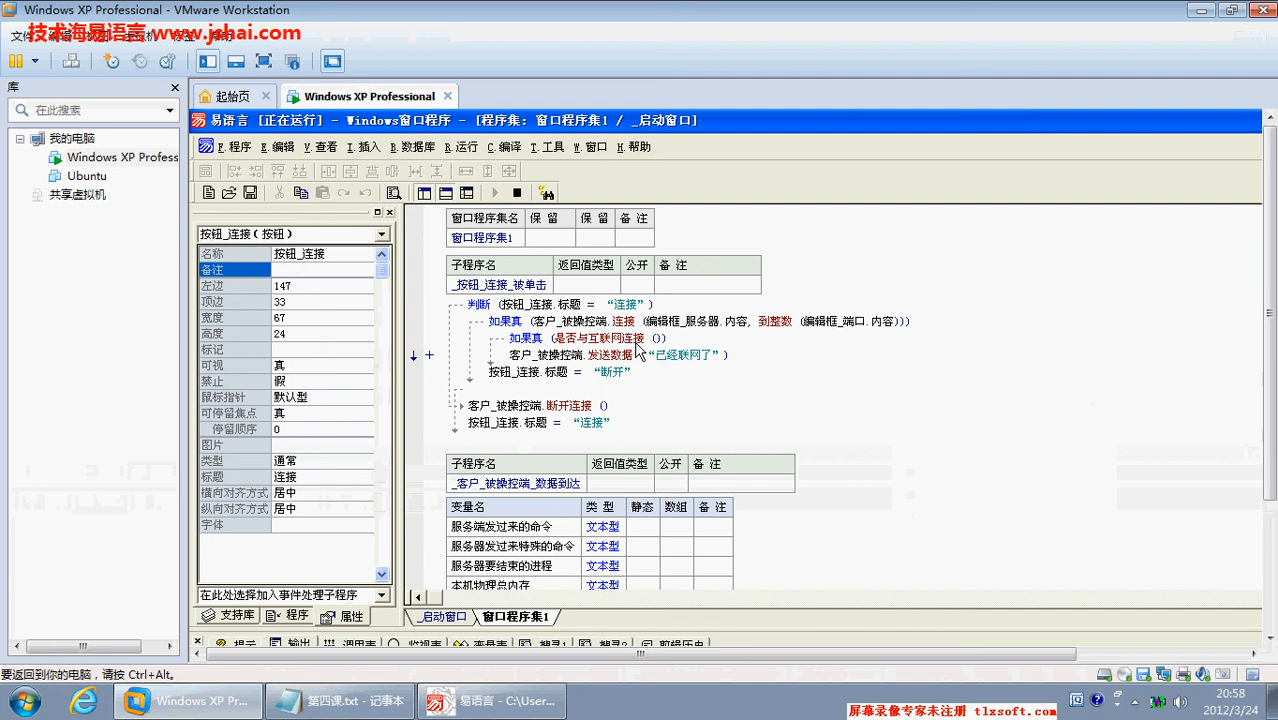 Windows XP Professional - VMware Workstation
技术海易语言 www.jshai.com
库
在此搜索
我的电脑
Windows XP Profess
Ubuntu
共享虚拟机
起始页
Windows XP Professional
易语言 [正在运行] - Windows窗口程序 - [程序集: 窗口程序集1 / _启动窗口]
F.程序 E.编辑 V.查看 I.插入 B.数据库 R.运行 C.编译 T.工具 W.窗口 H.帮助
按钮_连接(按钮)
名称 按钮_连接
备注
左边 147
顶边 33
宽度 67
高度 24
标记
可视 真
禁止 假
鼠标指针 默认型
可停留焦点 真
停留顺序 0
图片
类型 通常
标题 连接
横向对齐方式 居中
纵向对齐方式 居中
字体
在此处选择加入事件处理子程序
支持库 程序 属性
窗口程序集名 保 留 保 留 备 注
窗口程序集1
子程序名 返回值类型 公开 备 注
_按钮_连接_被单击
判断 (按钮_连接.标题 = “连接”)
如果真 (客户_被操控端.连接 (编辑框_服务器.内容, 到整数 (编辑框_端口.内容)))
如果真 (是否与互联网连接 ())
客户_被操控端.发送数据 “已经联网了”)
按钮_连接.标题 = “断开”
客户_被操控端.断开连接 ()
按钮_连接.标题 = “连接”
子程序名 返回值类型 公开 备 注
_客户_被操控端_数据到达
变量名 类 型 静态 数组 备 注
服务端发过来的命令 文本型
服务器发过来特殊的命令 文本型
服务器要结束的进程 文本型
本机物理总内存 文本型
_启动窗口 窗口程序集1
提示 输出 调用表 监视表 变量表 搜寻1 搜寻2 剪辑历史
要返回到你的电脑，请按 Ctrl+Alt。
Windows XP Pr... 第四课.txt - 记事本 易语言 - C:\User...
20:58
2012/3/24
屏幕录像专家未注册 tlxsoft.com